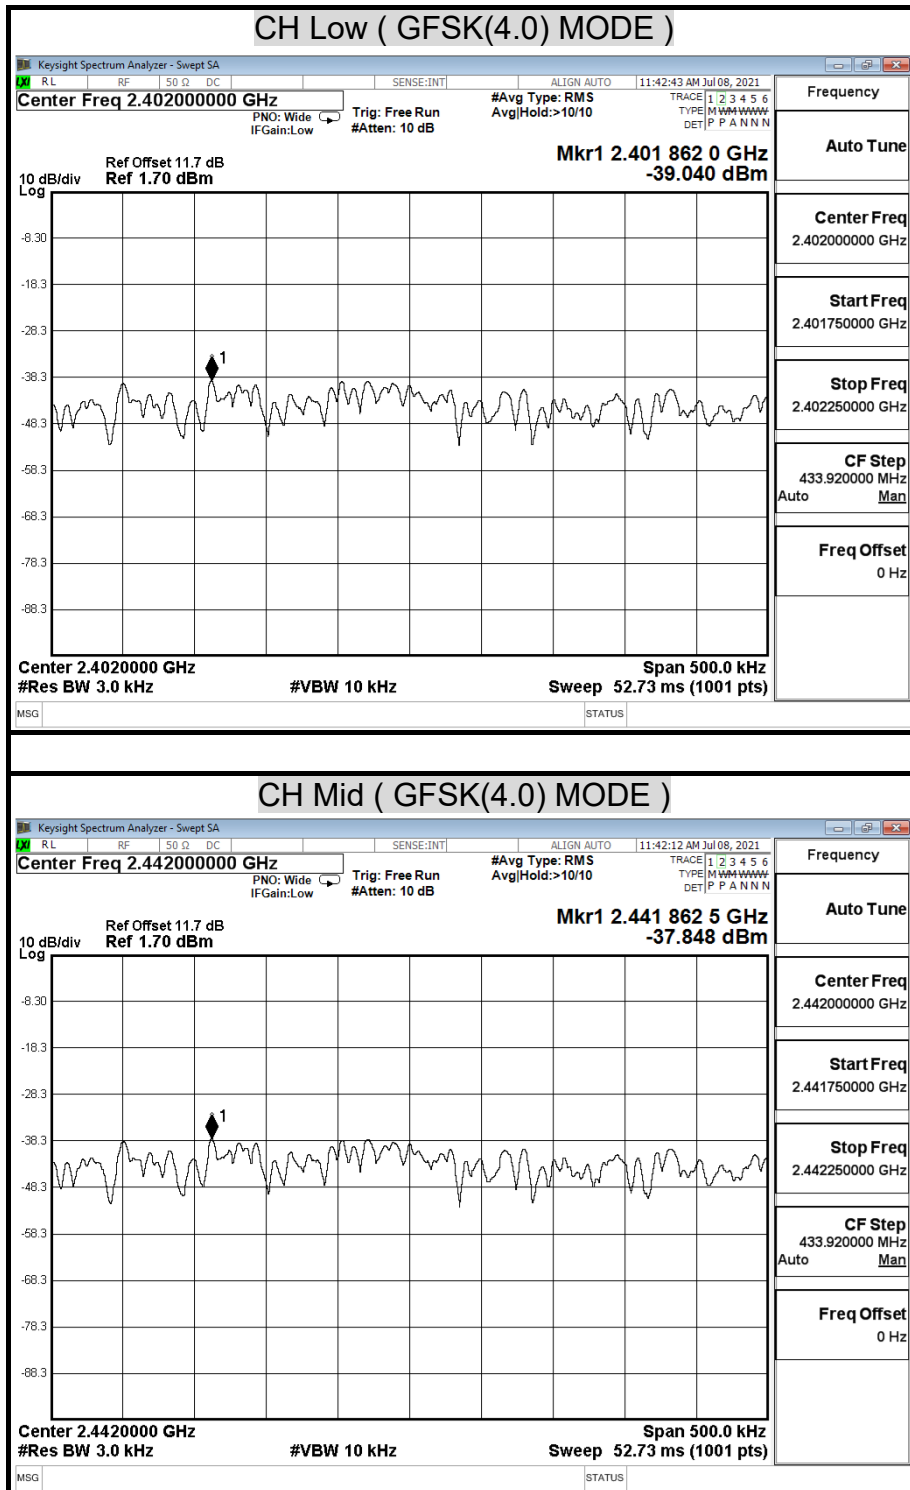 CH Low ( GFSK(4.0) MODE )
Keysight Spectrum Analyzer - Swept SA
LXI RL RF 50 Ω DC SENSE:INT ALIGN AUTO 11:42:43 AM Jul 08, 2021
Center Freq 2.402000000 GHz
PNO: Wide
IFGain:Low
Trig: Free Run
#Atten: 10 dB
#Avg Type: RMS
Avg|Hold:>10/10
TRACE 1 2 3 4 5 6
TYPE M WM WWWW
DET P P A N N N
Frequency
Auto Tune
Center Freq
2.402000000 GHz
Start Freq
2.401750000 GHz
Stop Freq
2.402250000 GHz
CF Step
433.920000 MHz
Auto Man
Freq Offset
0 Hz
Mkr1 2.401 862 0 GHz
-39.040 dBm
Ref Offset 11.7 dB
10 dB/div Ref 1.70 dBm
Log
-8.30
-18.3
-28.3
1
-38.3
-48.3
-58.3
-68.3
-78.3
-88.3
Center 2.4020000 GHz Span 500.0 kHz
#Res BW 3.0 kHz #VBW 10 kHz Sweep 52.73 ms (1001 pts)
MSG STATUS
CH Mid ( GFSK(4.0) MODE )
Keysight Spectrum Analyzer - Swept SA
LXI RL RF 50 Ω DC SENSE:INT ALIGN AUTO 11:42:12 AM Jul 08, 2021
Center Freq 2.442000000 GHz
PNO: Wide
IFGain:Low
Trig: Free Run
#Atten: 10 dB
#Avg Type: RMS
Avg|Hold:>10/10
TRACE 1 2 3 4 5 6
TYPE M WM WWWW
DET P P A N N N
Frequency
Auto Tune
Center Freq
2.442000000 GHz
Start Freq
2.441750000 GHz
Stop Freq
2.442250000 GHz
CF Step
433.920000 MHz
Auto Man
Freq Offset
0 Hz
Mkr1 2.441 862 5 GHz
-37.848 dBm
Ref Offset 11.7 dB
10 dB/div Ref 1.70 dBm
Log
-8.30
-18.3
-28.3
1
-38.3
-48.3
-58.3
-68.3
-78.3
-88.3
Center 2.4420000 GHz Span 500.0 kHz
#Res BW 3.0 kHz #VBW 10 kHz Sweep 52.73 ms (1001 pts)
MSG STATUS